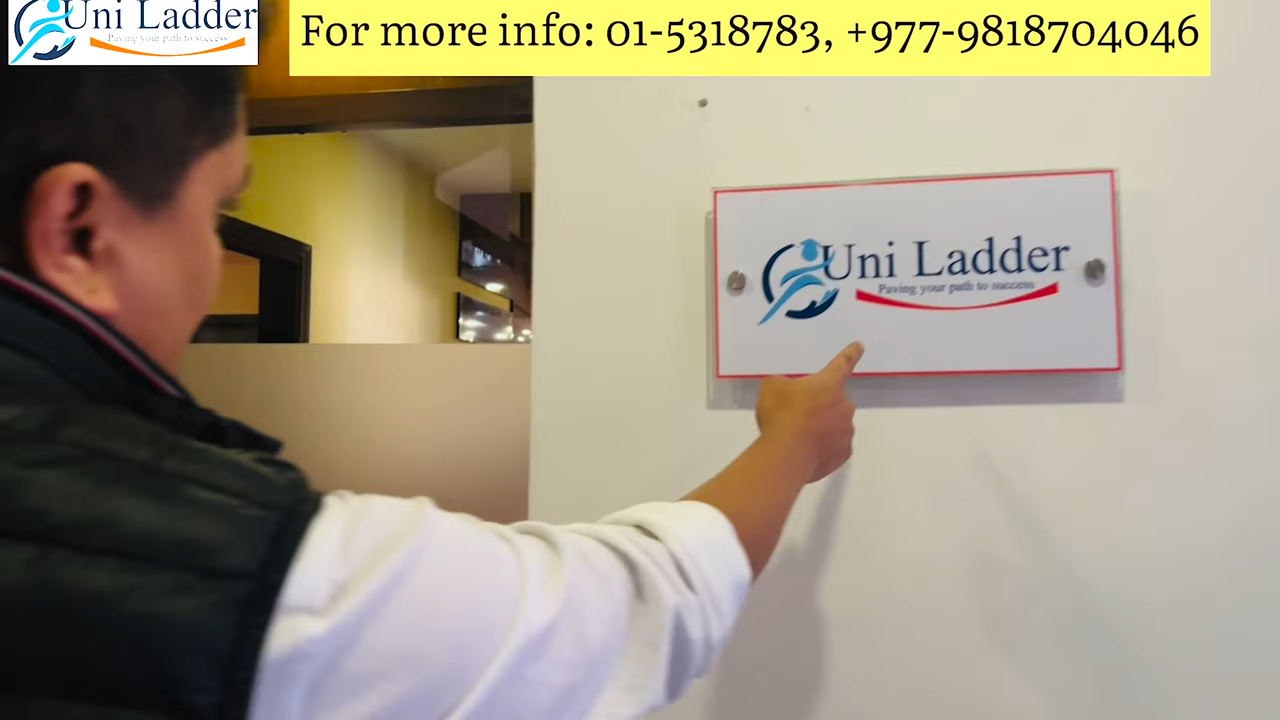 Uni Ladder
Paving your path to success
For more info: 01-5318783, +977-9818704046
Uni Ladder
Paving your path to success